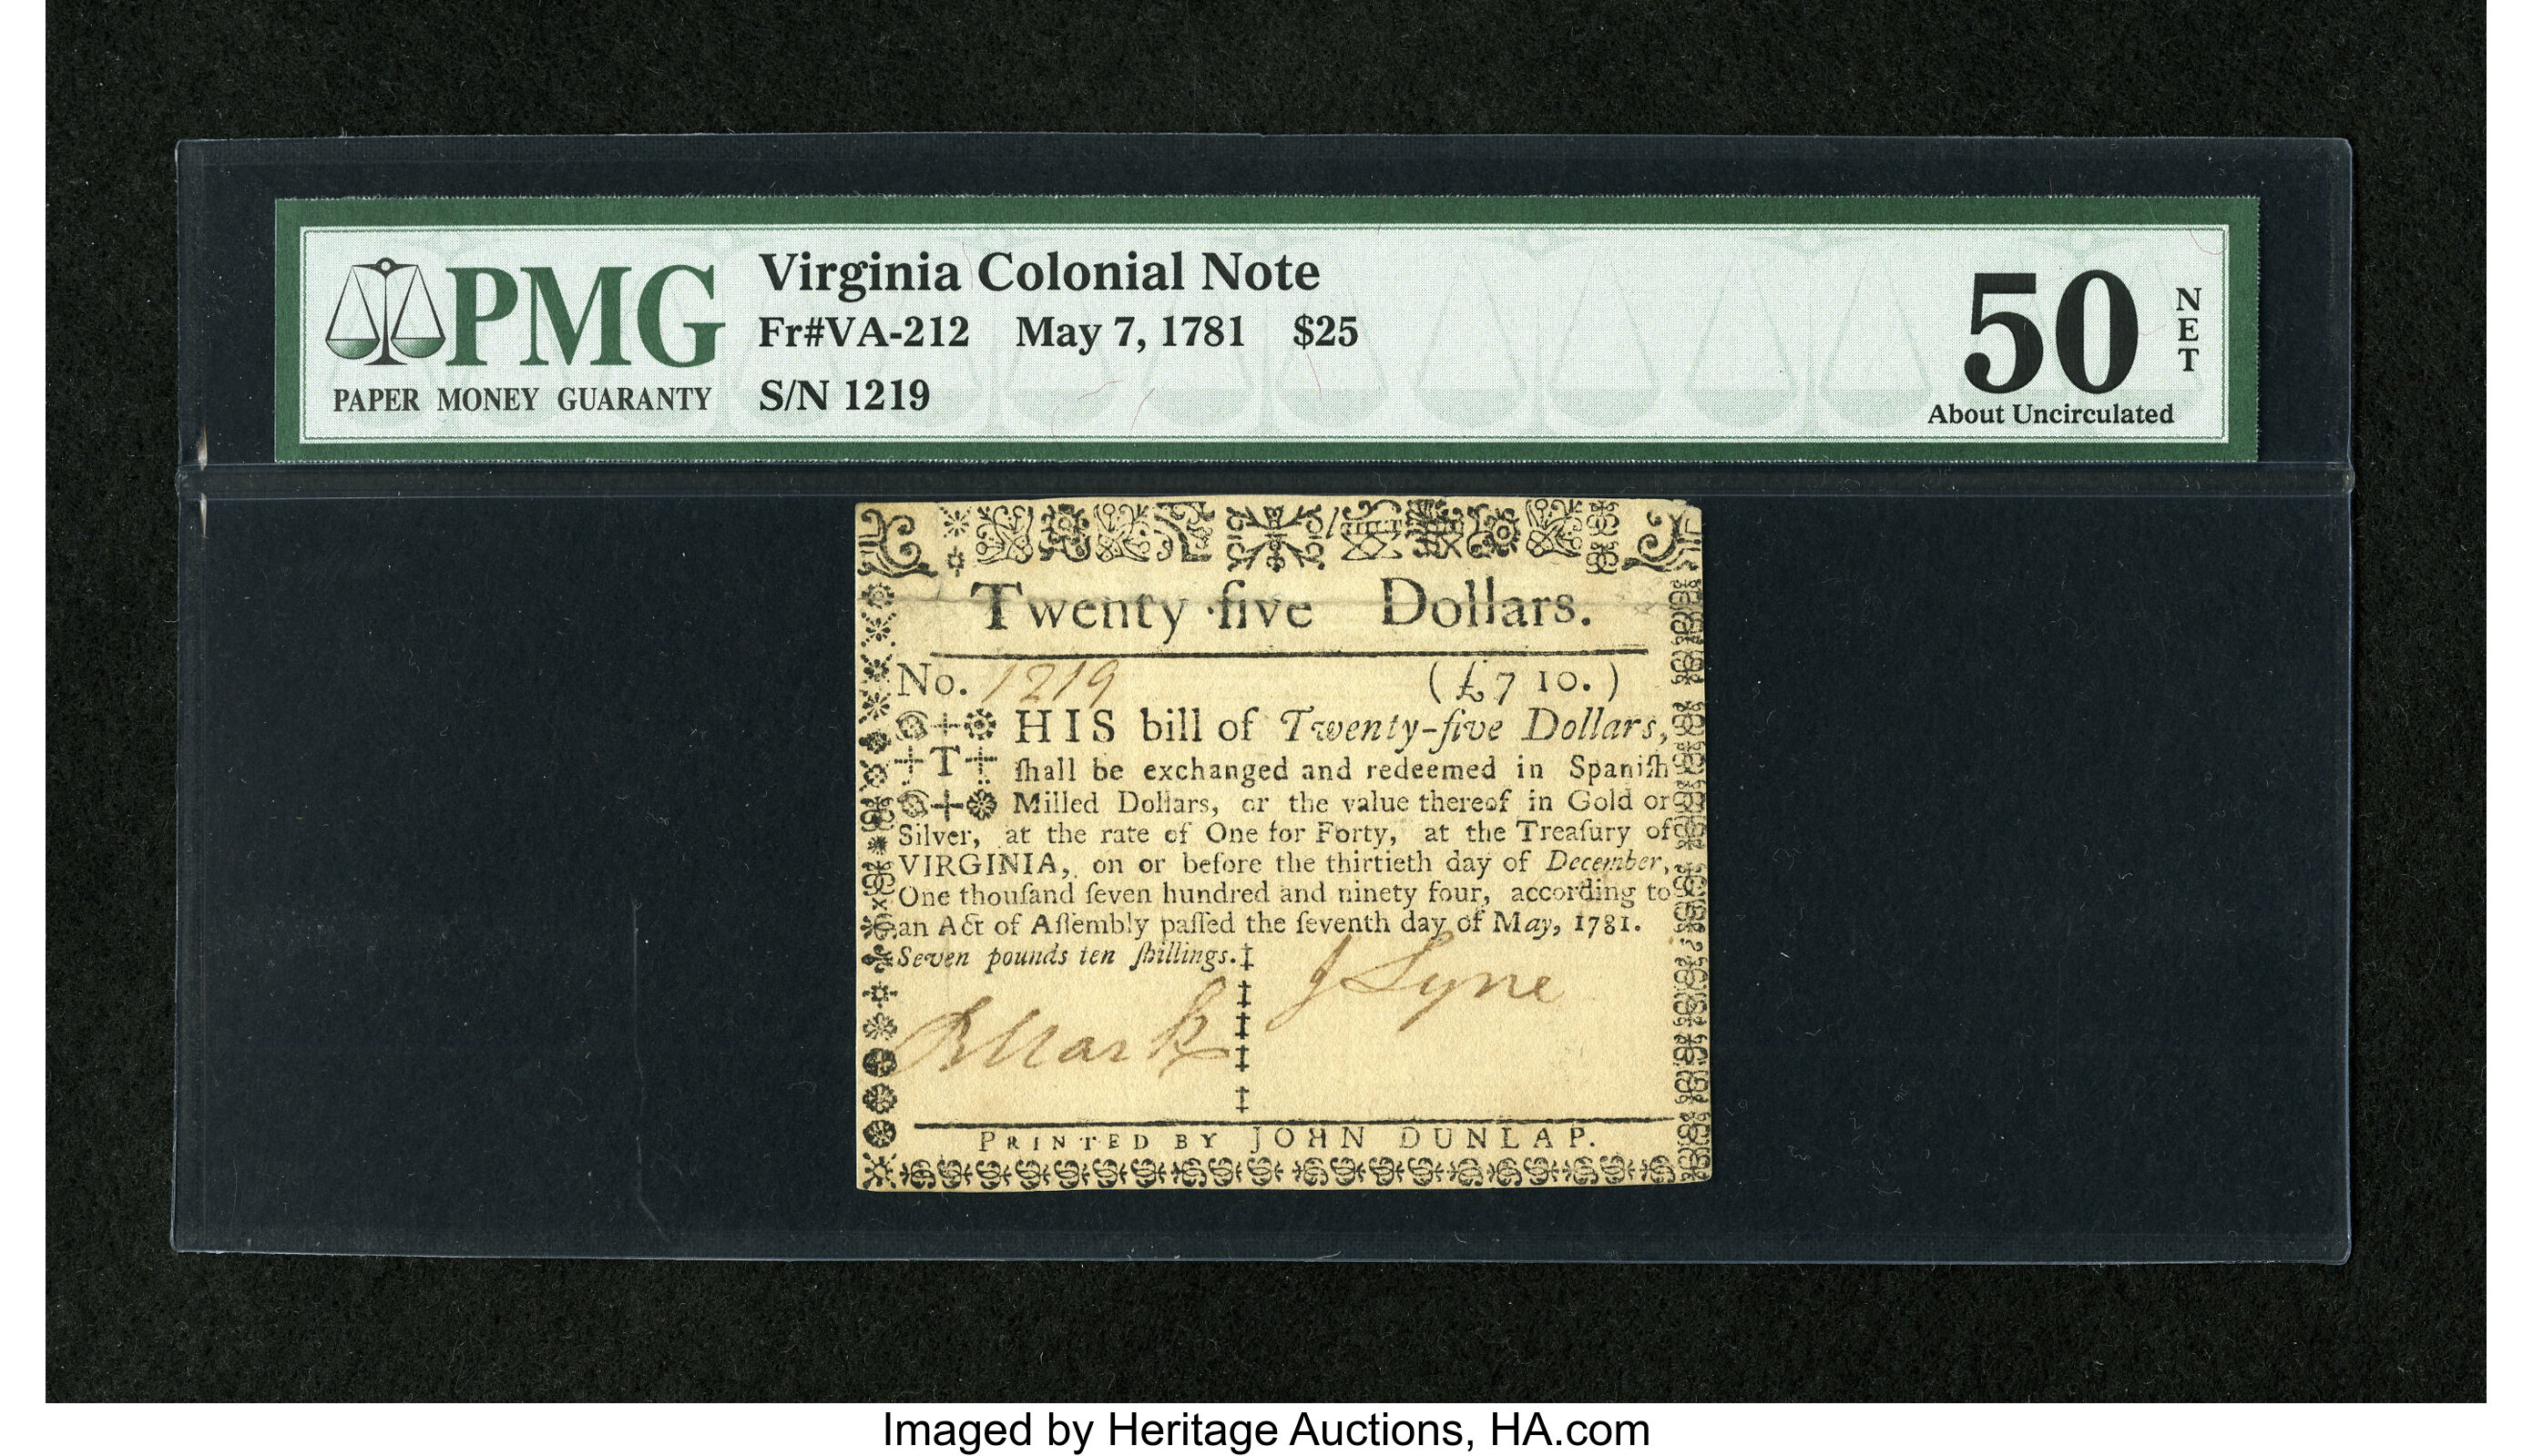 PMG
PAPER MONEY GUARANTY
Virginia Colonial Note
Fr#VA-212 May 7, 1781 $25
S/N 1219
50
NET
About Uncirculated
Twenty-five Dollars.
No. 1219 (£7 10.)
THIS bill of Twenty-five Dollars,
ſhall be exchanged and redeemed in Spaniſh
Milled Dollars, or the value thereof in Gold or
Silver, at the rate of One for Forty, at the Treaſury of
VIRGINIA, on or before the thirtieth day of December,
One thouſand ſeven hundred and ninety four, according to
an Act of Aſſembly paſſed the ſeventh day of May, 1781.
Seven pounds ten ſhillings.
J Lyne
PRINTED BY JOHN DUNLAP.
Imaged by Heritage Auctions, HA.com